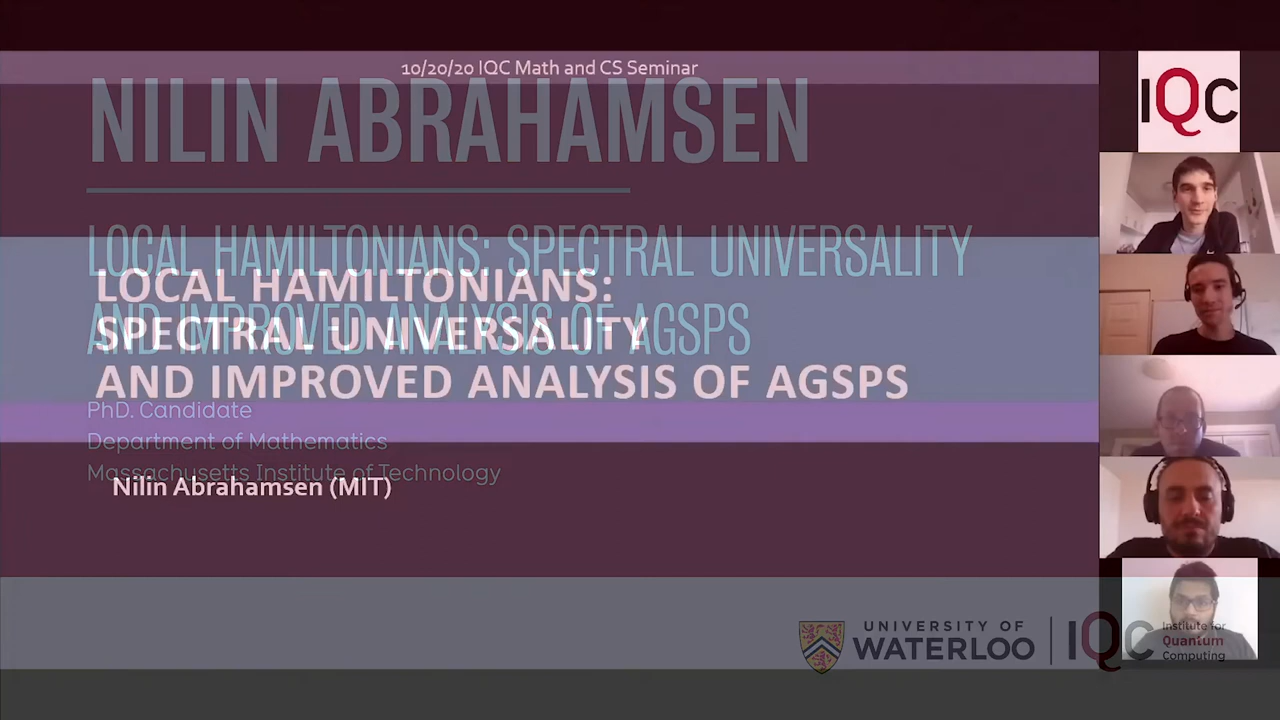 10/20/20 IQC Math and CS Seminar
NILIN ABRAHAMSEN
LOCAL HAMILTONIANS: SPECTRAL UNIVERSALITY
AND IMPROVED ANALYSIS OF AGSPS
LOCAL HAMILTONIANS:
SPECTRAL UNIVERSALITY
AND IMPROVED ANALYSIS OF AGSPS
PhD. Candidate
Department of Mathematics
Massachusetts Institute of Technology
Nilin Abrahamsen (MIT)
IQC
UNIVERSITY OF
WATERLOO
IQC
Institute for
Quantum
Computing